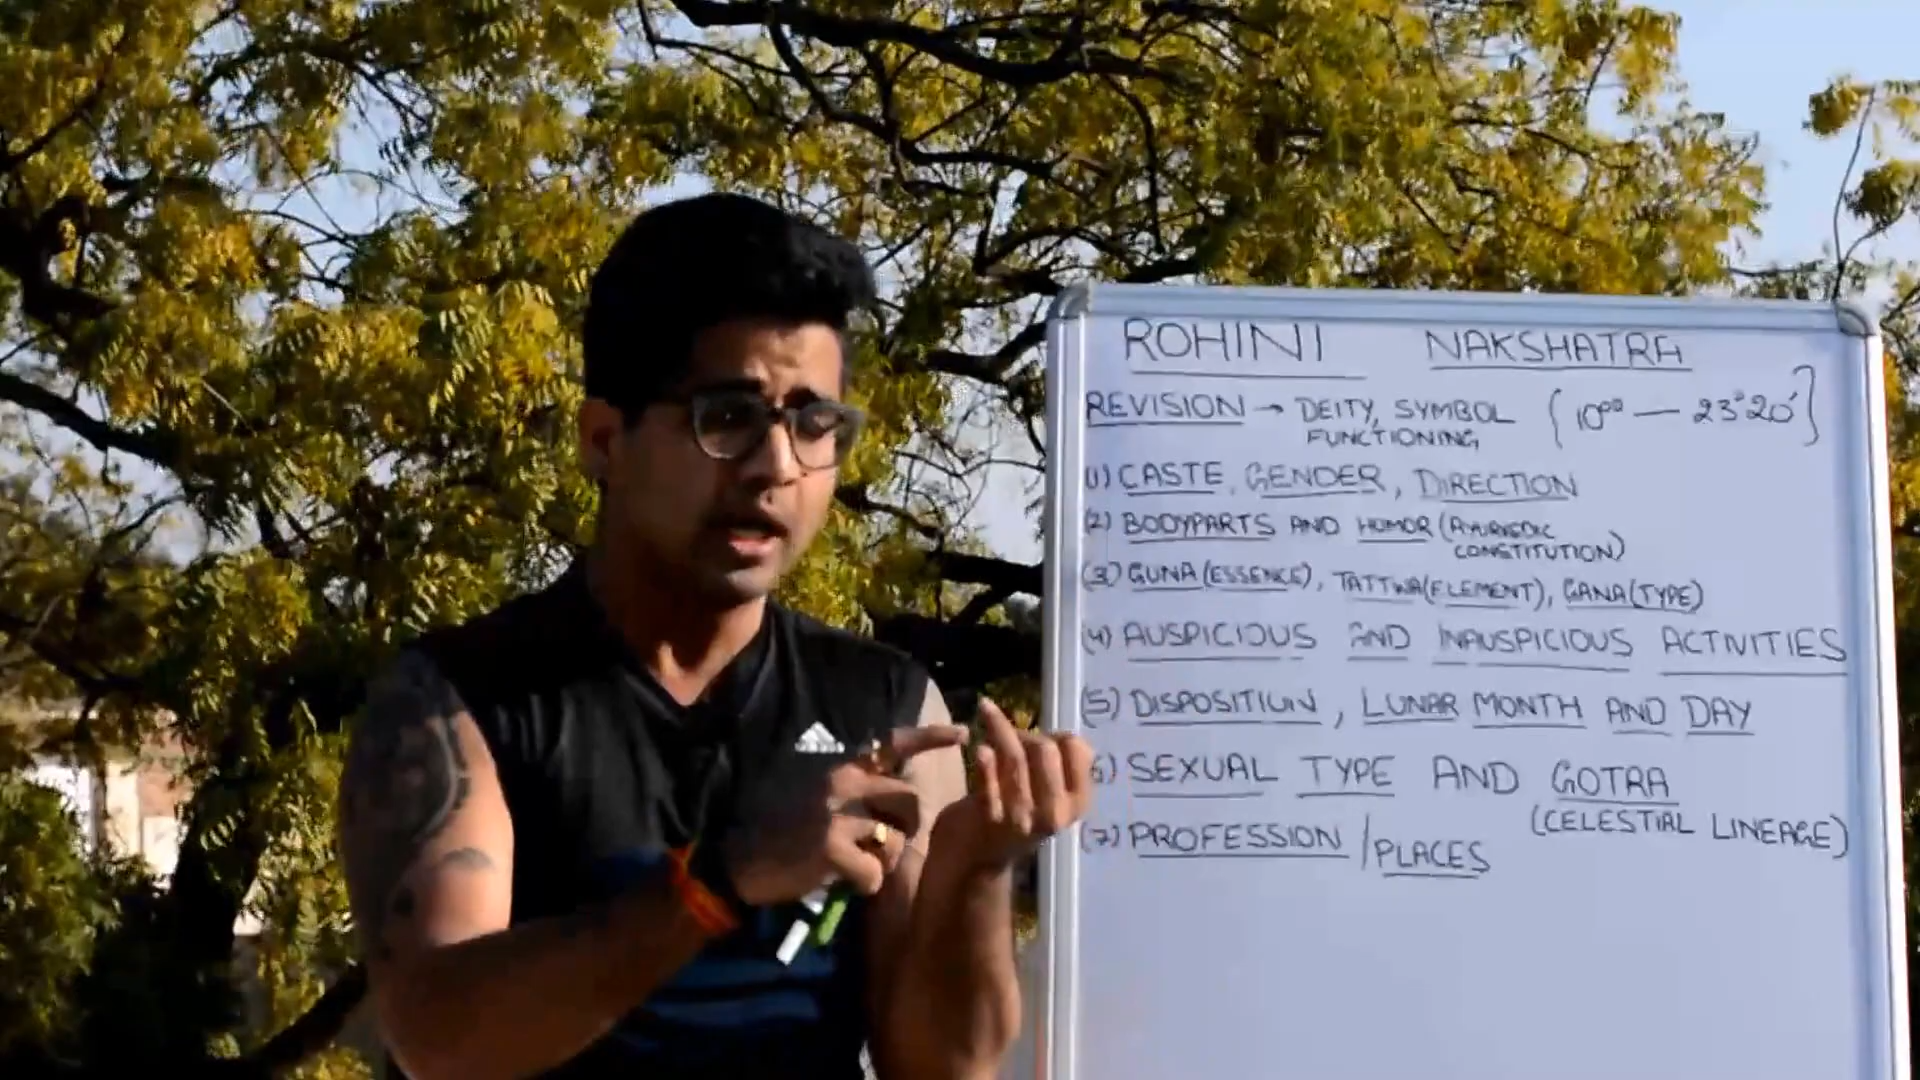 ROHINI NAKSHATRA
REVISION → DEITY, SYMBOL {10°00 — 23°20'}
FUNCTIONING
(1) CASTE, GENDER, DIRECTION
(2) BODYPARTS AND HUMOR (AYURVEDIC
CONSTITUTION)
(3) GUNA (ESSENCE), TATTWA (ELEMENT), GANA (TYPE)
(4) AUSPICIOUS AND INAUSPICIOUS ACTIVITIES
(5) DISPOSITION, LUNAR MONTH AND DAY
6) SEXUAL TYPE AND GOTRA
(CELESTIAL LINEAGE)
(7) PROFESSION / PLACES